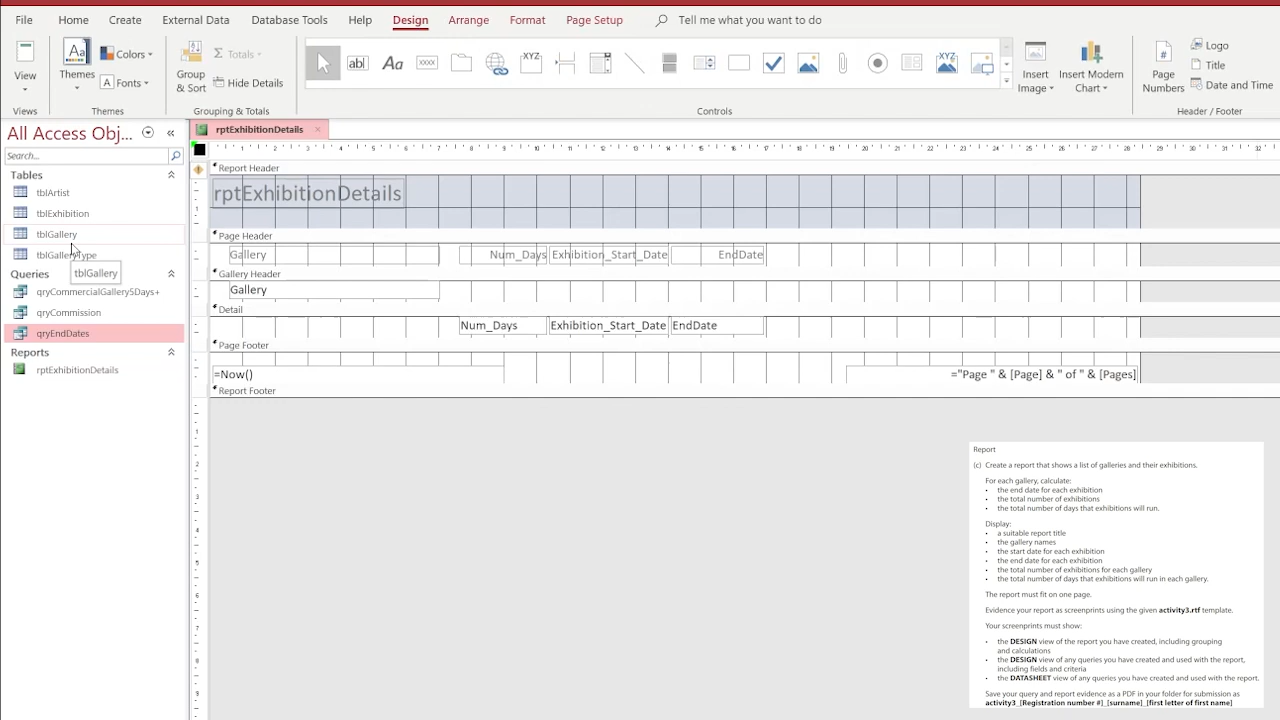 File Home Create External Data Database Tools Help Design Arrange Format Page Setup Tell me what you want to do
View
Views
Aa
Themes
Colors
Fonts
Themes
Group & Sort
Totals
Hide Details
Grouping & Totals
ab|
Aa
xxxx
XYZ
XYZ
Controls
Insert Image
Insert Modern Chart
#
Page Numbers
Logo
Title
Date and Time
Header / Footer
All Access Obj...
Search...
Tables
tblArtist
tblExhibition
tblGallery
tblGalleryType
tblGallery
Queries
qryCommercialGallery5Days+
qryCommission
qryEndDates
Reports
rptExhibitionDetails
rptExhibitionDetails
Report Header
rptExhibitionDetails
Page Header
Gallery Num_Days Exhibition_Start_Date EndDate
Gallery Header
Gallery
Detail
Num_Days Exhibition_Start_Date EndDate
Page Footer
=Now() ="Page " & [Page] & " of " & [Pages]
Report Footer
Report
(c) Create a report that shows a list of galleries and their exhibitions.
For each gallery, calculate:
• the end date for each exhibition
• the total number of exhibitions
• the total number of days that exhibitions will run.
Display:
• a suitable report title
• the gallery names
• the start date for each exhibition
• the end date for each exhibition
• the total number of exhibitions for each gallery
• the total number of days that exhibitions will run in each gallery.
The report must fit on one page.
Evidence your report as screenprints using the given activity3.rtf template.
Your screenprints must show:
• the DESIGN view of the report you have created, including grouping
and calculations
• the DESIGN view of any queries you have created and used with the report,
including fields and criteria
• the DATASHEET view of any queries you have created and used with the report.
Save your query and report evidence as a PDF in your folder for submission as
activity3_[Registration number #]_[surname]_[first letter of first name]